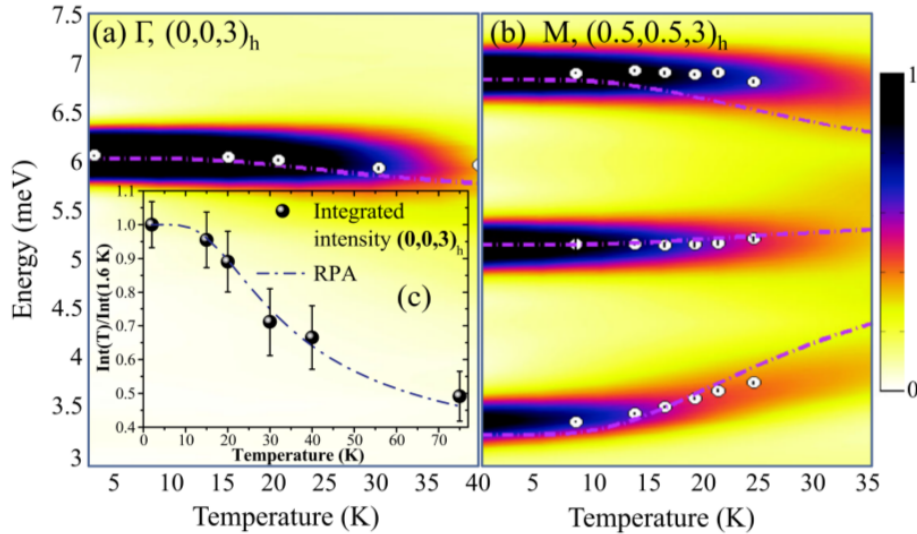 7.5
7
6.5
6
5.5
5
4.5
4
3.5
3
Energy (meV)
(a) Γ, (0,0,3)h
(b) M, (0.5,0.5,3)h
1
0
1.1
1.0
0.9
0.8
0.7
0.6
0.5
0.4
Int(T)/Int(1.6 K)
Integrated
intensity (0,0,3)h
RPA
(c)
0 10 20 30 40 50 60 70
Temperature (K)
5 10 15 20 25 30 35 40
Temperature (K)
5 10 15 20 25 30 35
Temperature (K)